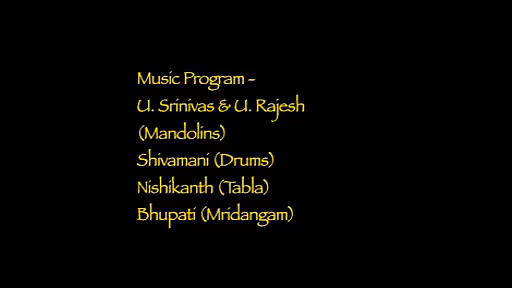 Music Program -
U. Srinivas & U. Rajesh
(Mandolins)
Shivamani (Drums)
Nishikanth (Tabla)
Bhupati (Mridangam)